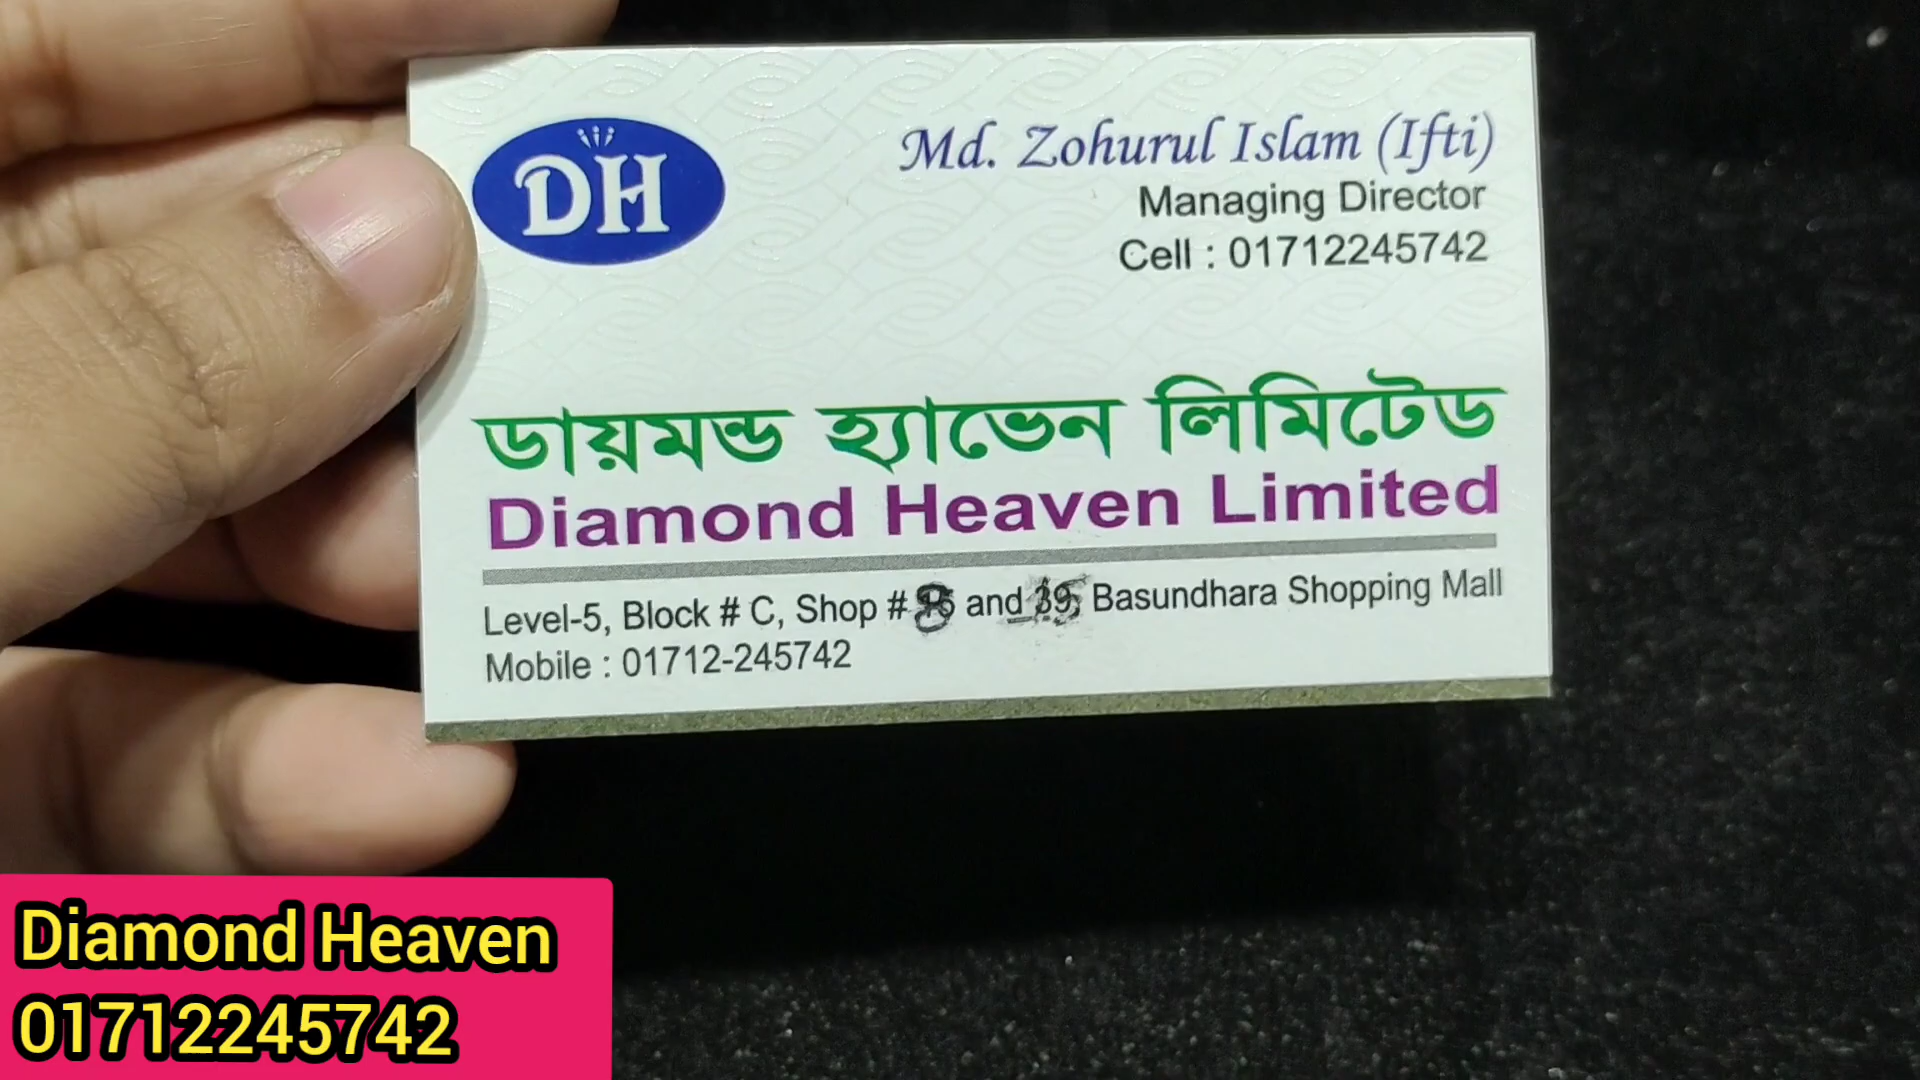 DH
Md. Zohurul Islam (Ifti)
Managing Director
Cell : 01712245742
ডায়মন্ড হ্যাভেন লিমিটেড
Diamond Heaven Limited
Level-5, Block # C, Shop # and Basundhara Shopping Mall
Mobile : 01712-245742
Diamond Heaven
01712245742